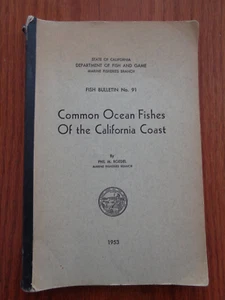 STATE OF CALIFORNIA
DEPARTMENT OF FISH AND GAME
MARINE FISHERIES BRANCH
FISH BULLETIN No. 91
Common Ocean Fishes
Of the California Coast
By
PHIL M. ROEDEL
MARINE FISHERIES BRANCH
1953